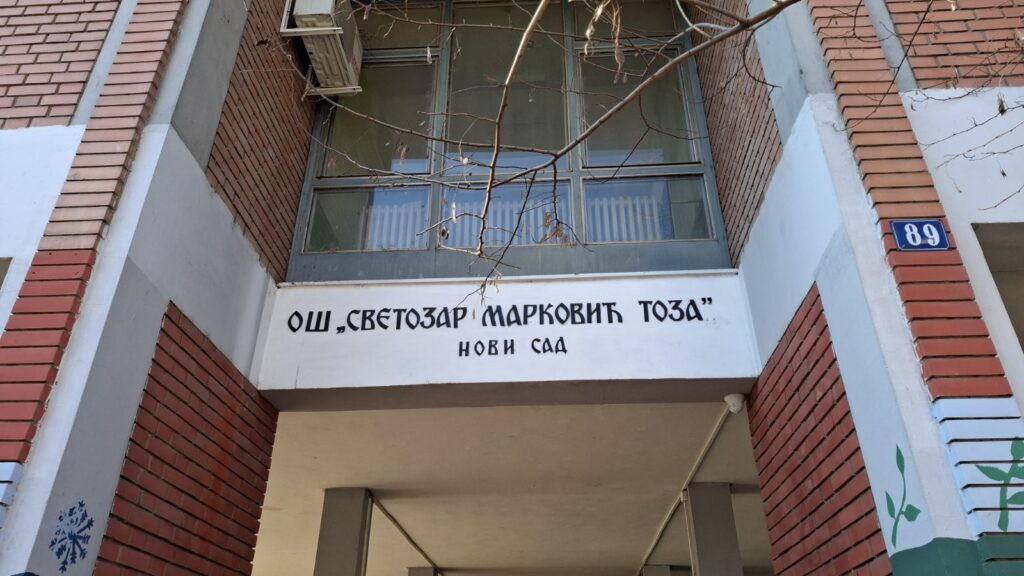 ОШ „СВЕТОЗАР МАРКОВИЋ ТОЗА”
НОВИ САД
89